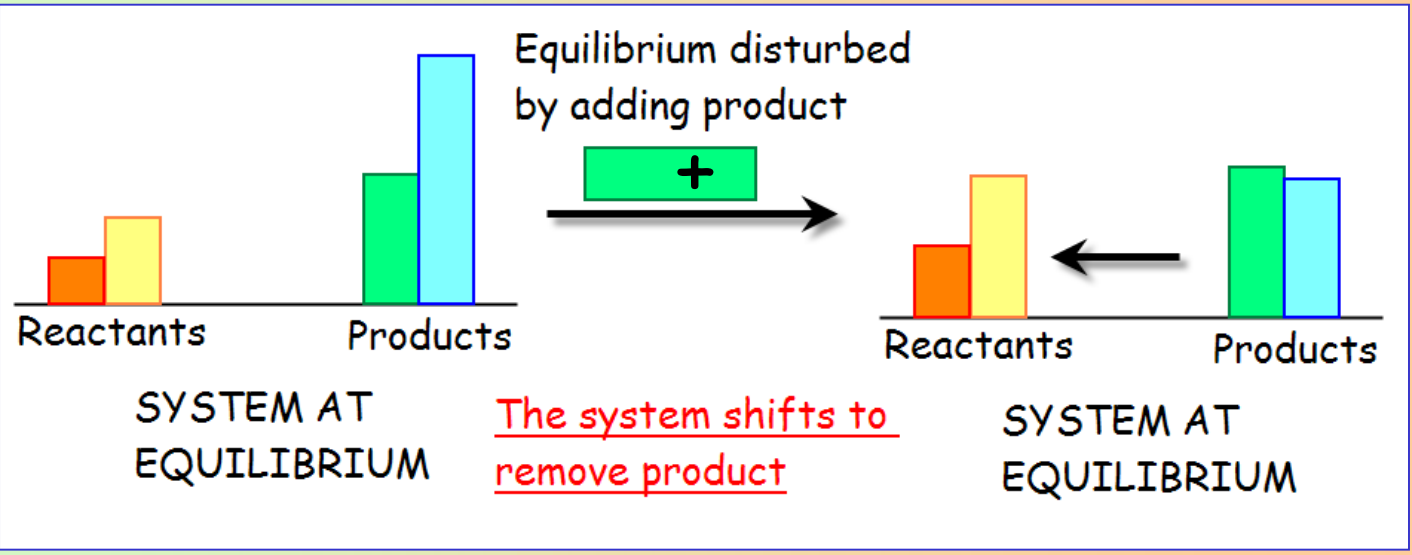 Equilibrium disturbed
by adding product
+
Reactants
Products
SYSTEM AT
EQUILIBRIUM
The system shifts to
remove product
Reactants
Products
SYSTEM AT
EQUILIBRIUM